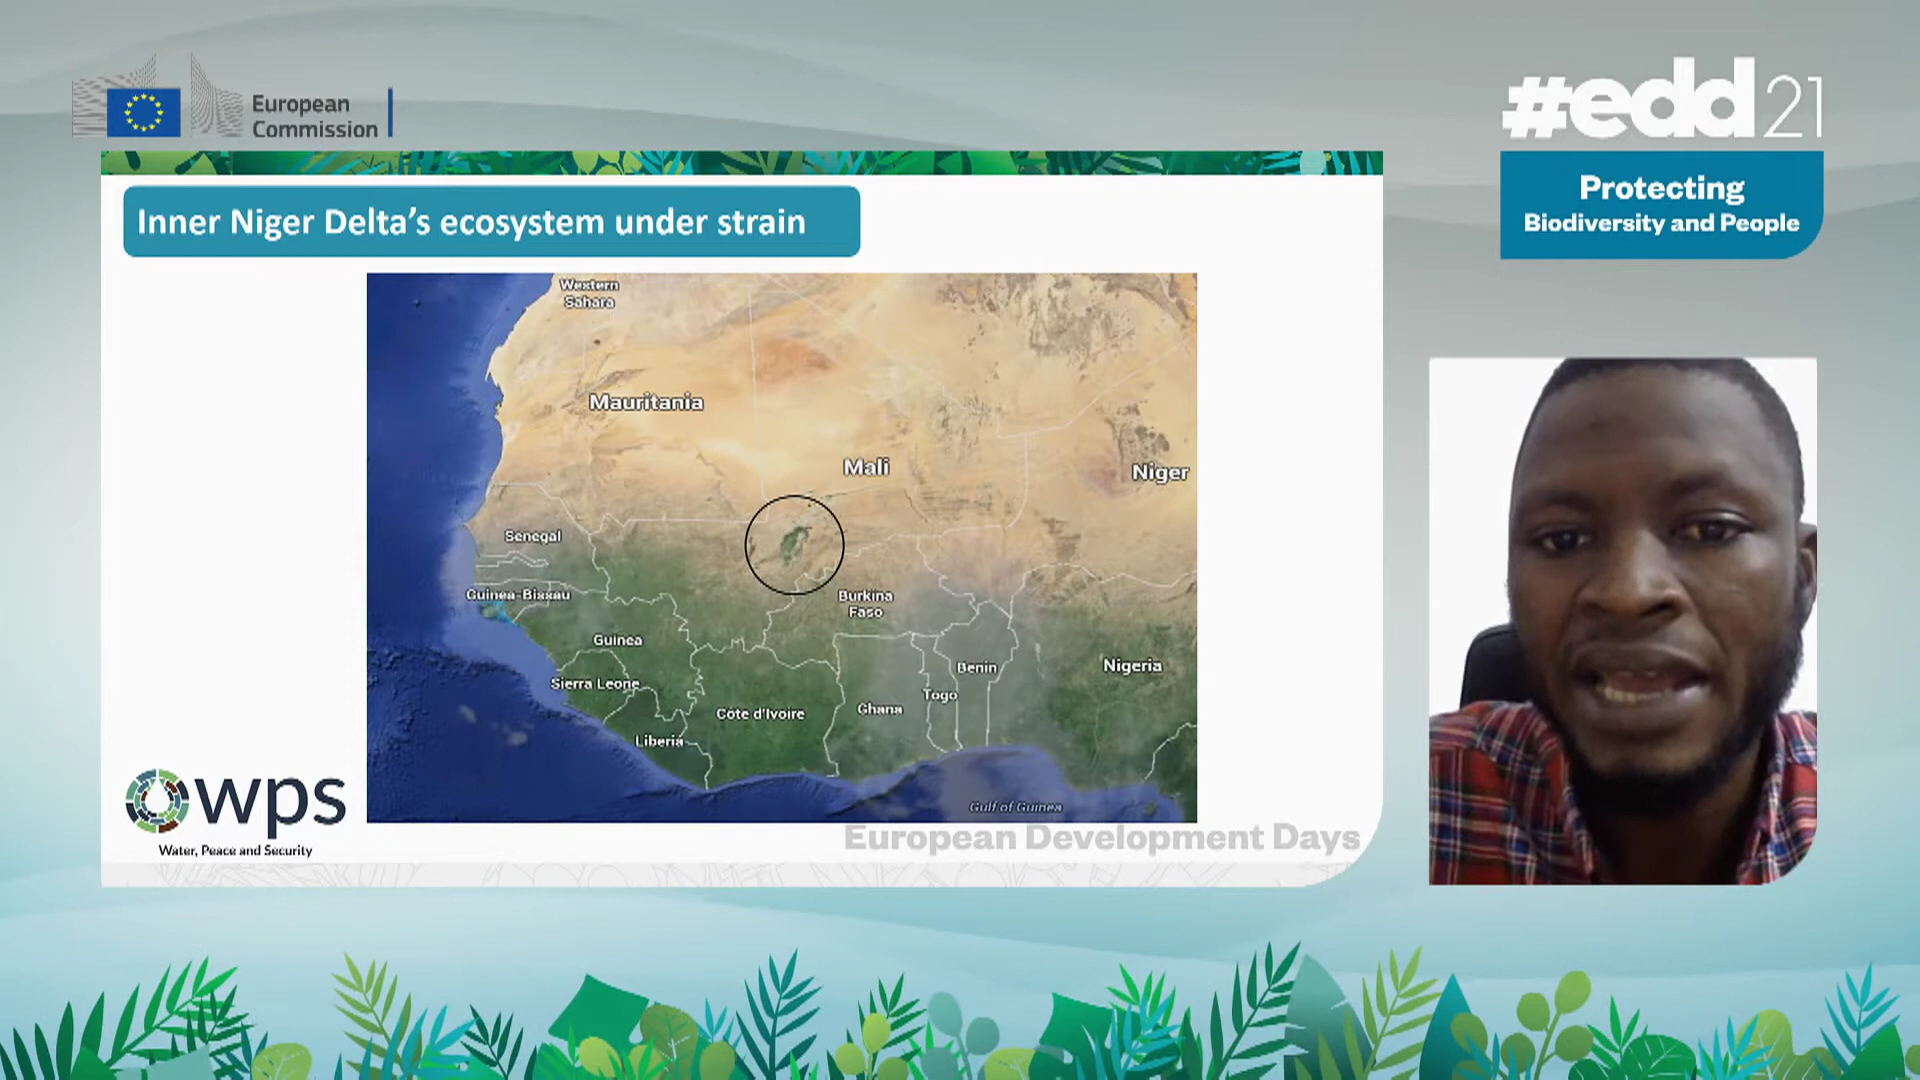 European
Commission
#edd21
Protecting
Biodiversity and People
Inner Niger Delta's ecosystem under strain
Western
Sahara
Mauritania
Mali
Niger
Senegal
Guinea-Bissau
Burkina
Faso
Guinea
Benin
Nigeria
Sierra Leone
Togo
Ghana
Côte d'Ivoire
Liberia
Gulf of Guinea
wps
Water, Peace and Security
European Development Days